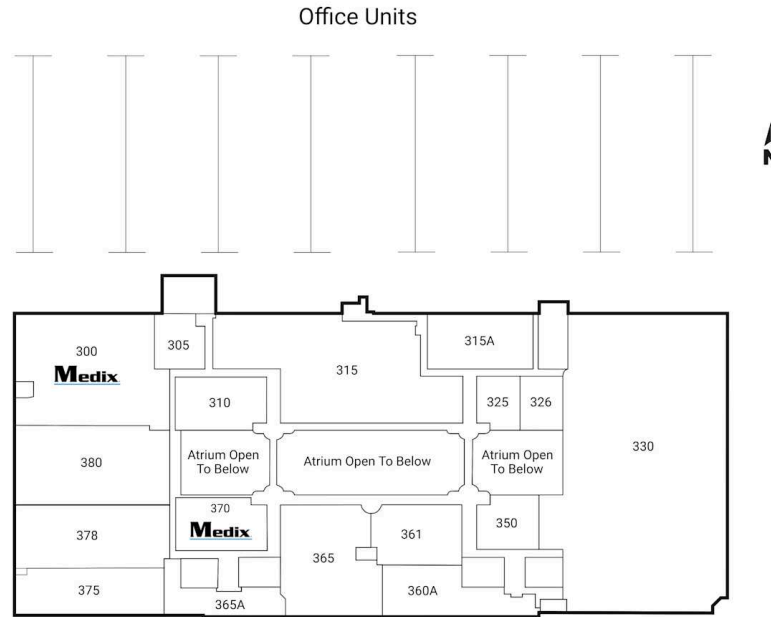 Office Units
N
300
Medix
305
315
315A
310
325
326
330
380
Atrium Open
To Below
Atrium Open To Below
Atrium Open
To Below
370
Medix
350
378
361
365
375
365A
360A